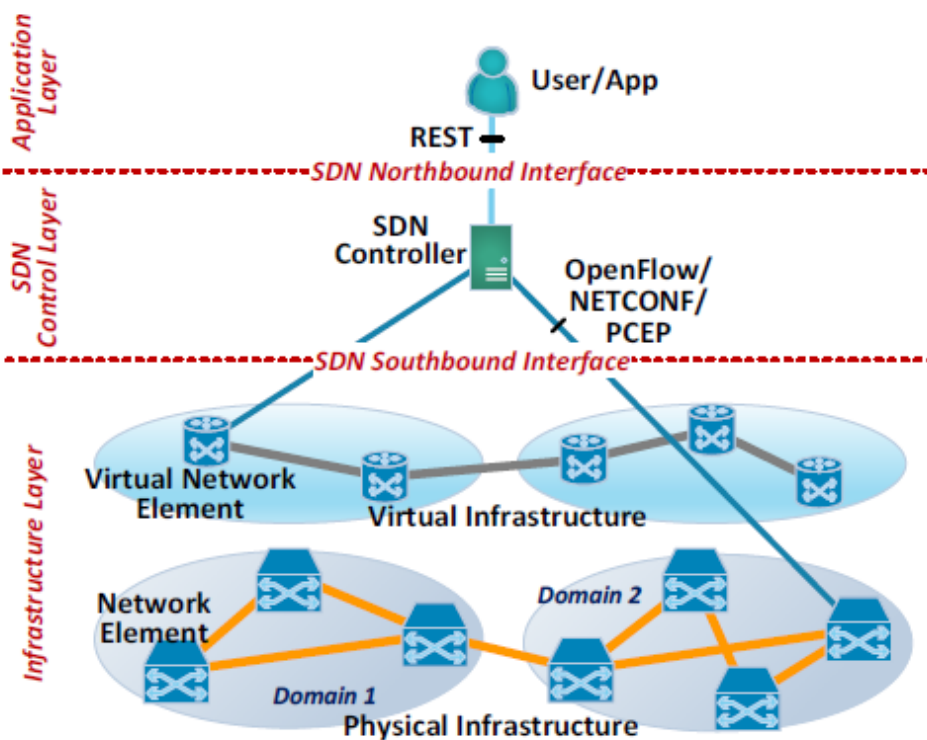 Application
Layer
User/App
REST
SDN Northbound Interface
SDN
Control Layer
SDN
Controller
OpenFlow/
NETCONF/
PCEP
SDN Southbound Interface
Infrastructure Layer
Virtual Network
Element
Virtual Infrastructure
Network
Element
Domain 2
Domain 1
Physical Infrastructure